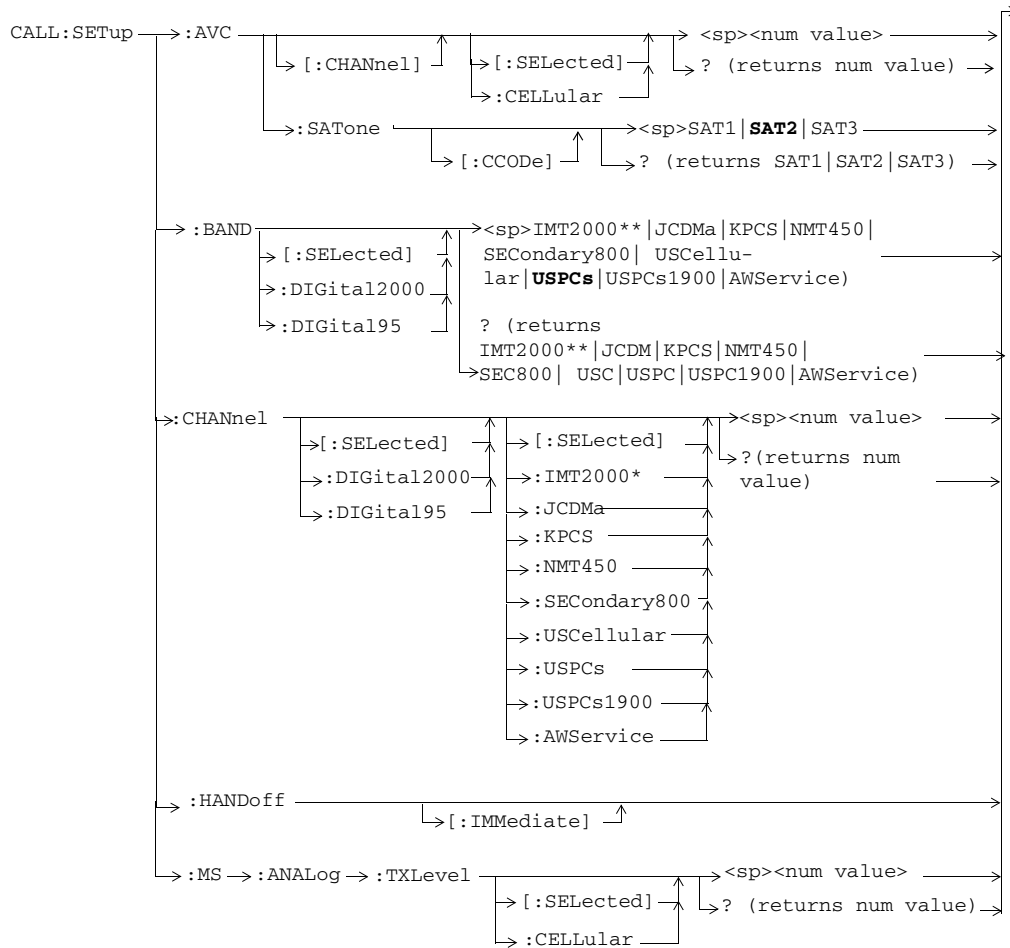 CALL:SETup :AVC <sp><num value>
[:CHANnel] [:SELected] ? (returns num value)
:CELLular
:SATone <sp>SAT1|SAT2|SAT3
[:CCODe] ? (returns SAT1|SAT2|SAT3)
:BAND <sp>IMT2000**|JCDMa|KPCS|NMT450|
[:SELected] SECondary800| USCellu-
:DIGital2000 lar|USPCs|USPCs1900|AWService)
:DIGital95 ? (returns
IMT2000**|JCDM|KPCS|NMT450|
SEC800| USC|USPC|USPC1900|AWService)
:CHANnel <sp><num value>
[:SELected] [:SELected] ?(returns num
:DIGital2000 :IMT2000* value)
:DIGital95 :JCDMa
:KPCS
:NMT450
:SECondary800
:USCellular
:USPCs
:USPCs1900
:AWService
:HANDoff
[:IMMediate]
:MS :ANALog :TXLevel <sp><num value>
[:SELected] ? (returns num value)
:CELLular